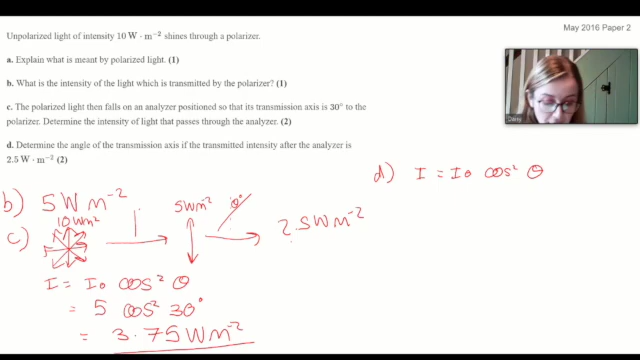 May 2016 Paper 2
Unpolarized light of intensity 10 W · m⁻² shines through a polarizer.
a. Explain what is meant by polarized light. (1)
b. What is the intensity of the light which is transmitted by the polarizer? (1)
c. The polarized light then falls on an analyzer positioned so that its transmission axis is 30° to the
polarizer. Determine the intensity of light that passes through the analyzer. (2)
d. Determine the angle of the transmission axis if the transmitted intensity after the analyzer is
2.5 W · m⁻² (2)
b) 5 W m⁻²
c) 10 Wm² 5 W m⁻² θ° 2.5 W m⁻²
I = I₀ cos² θ
= 5 cos² 30°
= 3.75 W m⁻²
d) I = I₀ cos² θ